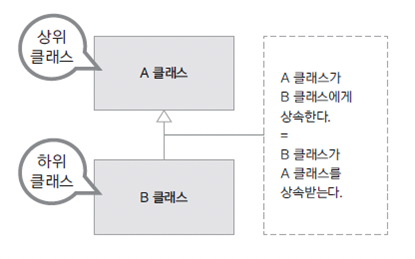 상위
클래스
A 클래스
하위
클래스
B 클래스
A 클래스가
B 클래스에게
상속한다.
=
B 클래스가
A 클래스를
상속받는다.